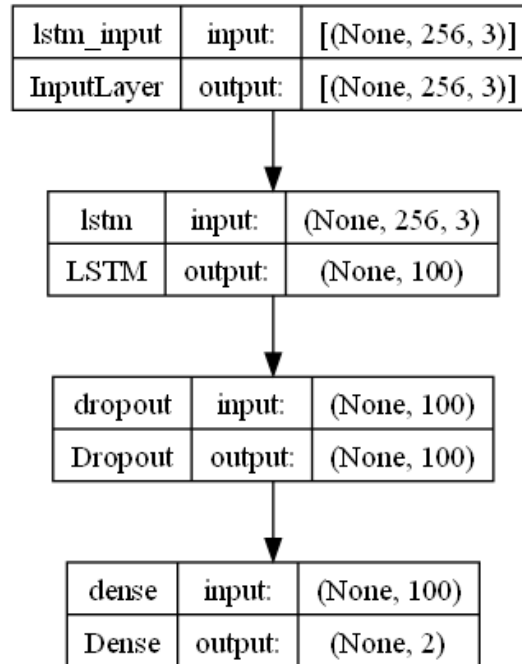 lstm_input input: [(None, 256, 3)]
InputLayer output: [(None, 256, 3)]
lstm input: (None, 256, 3)
LSTM output: (None, 100)
dropout input: (None, 100)
Dropout output: (None, 100)
dense input: (None, 100)
Dense output: (None, 2)